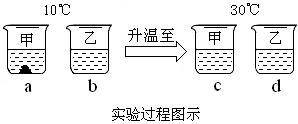 10℃ 30℃
甲 乙 升温至 甲 乙
a b c d
实验过程图示